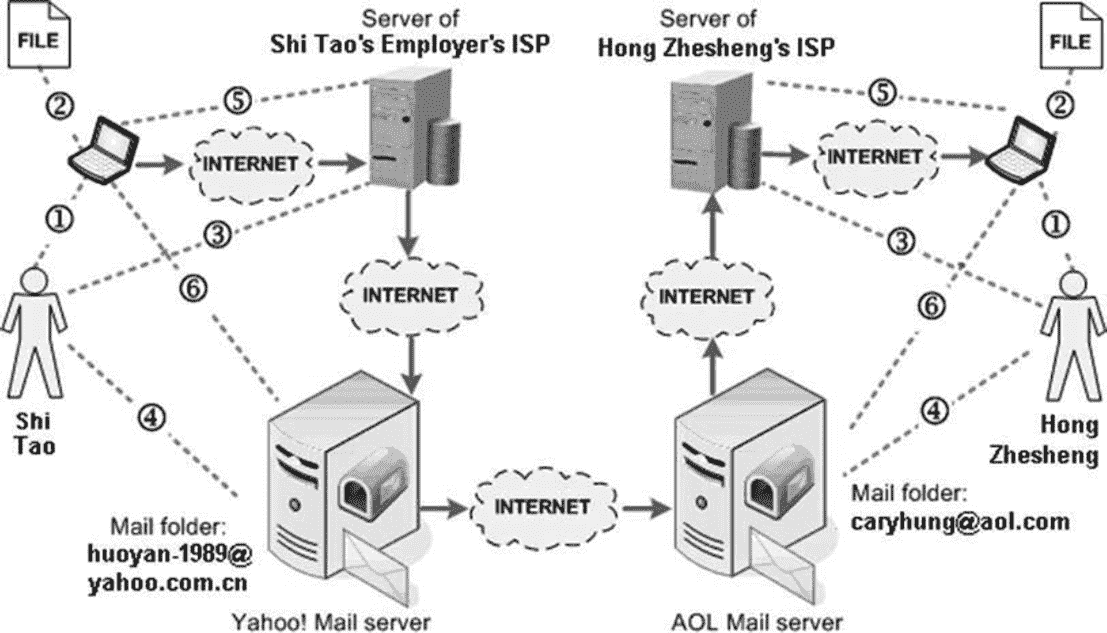 FILE
Server of
Shi Tao's Employer's ISP
Server of
Hong Zhesheng's ISP
FILE
②
⑤
INTERNET
⑤
②
INTERNET
①
③
③
①
⑥
INTERNET
INTERNET
⑥
Shi
Tao
④
④
Hong
Zhesheng
INTERNET
Mail folder:
huoyan-1989@
yahoo.com.cn
Mail folder:
caryhung@aol.com
Yahoo! Mail server
AOL Mail server